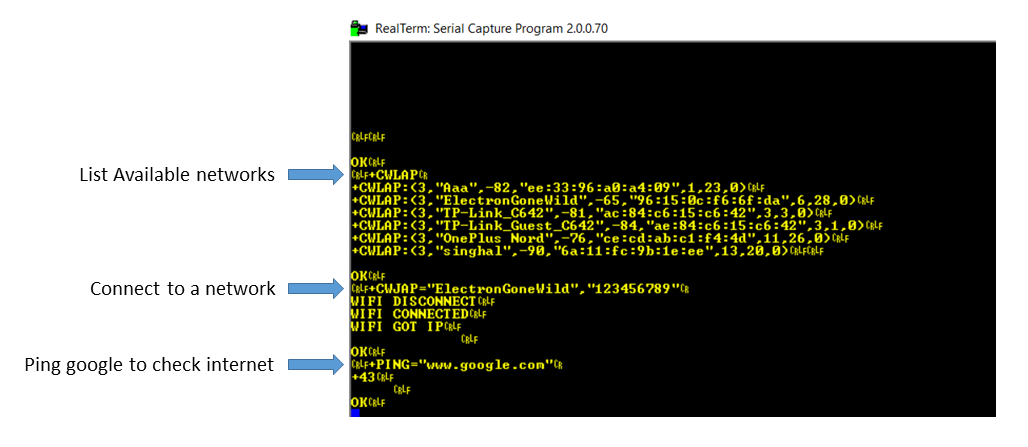 RealTerm: Serial Capture Program 2.0.0.70
CRLFCRLF
OKCRLF
List Available networks
CRLF+CWLAPCR
+CWLAP:(3,"Aaa",-82,"ee:33:96:a0:a4:09",1,23,0)CRLF
+CWLAP:(3,"ElectronGoneWild",-65,"96:15:0c:f6:6f:da",6,28,0)CRLF
+CWLAP:(3,"TP-Link_C642",-81,"ac:84:c6:15:c6:42",3,3,0)CRLF
+CWLAP:(3,"TP-Link_Guest_C642",-84,"ae:84:c6:15:c6:42",3,1,0)CRLF
+CWLAP:(3,"OnePlus Nord",-76,"ce:cd:ab:c1:f4:4d",11,26,0)CRLF
+CWLAP:(3,"singhal",-90,"6a:11:fc:9b:1e:ee",13,20,0)CRLFCRLF
OKCRLF
Connect to a network
CRLF+CWJAP="ElectronGoneWild","123456789"CR
WIFI DISCONNECTCRLF
WIFI CONNECTEDCRLF
WIFI GOT IPCRLF
CRLF
OKCRLF
Ping google to check internet
CRLF+PING="www.google.com"CR
+43CRLF
CRLF
OKCRLF